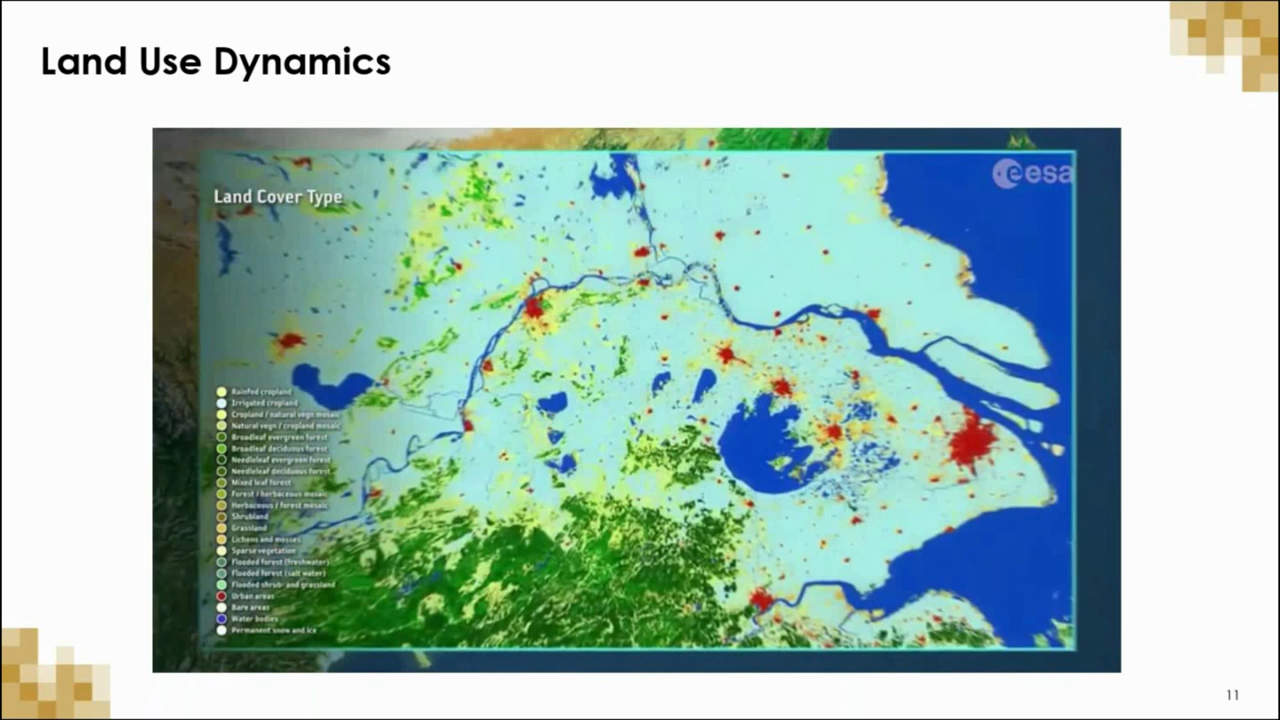 Land Use Dynamics
esa
Land Cover Type
Rainfed cropland
Irrigated cropland
Cropland / natural vegn mosaic
Natural vegn / cropland mosaic
Broadleaf evergreen forest
Broadleaf deciduous forest
Needleleaf evergreen forest
Needleleaf deciduous forest
Mixed leaf forest
Forest / herbaceous mosaic
Herbaceous / forest mosaic
Shrubland
Grassland
Lichens and mosses
Sparse vegetation
Flooded forest (freshwater)
Flooded forest (salt water)
Flooded shrub- and grassland
Urban areas
Bare areas
Water bodies
Permanent snow and ice
11